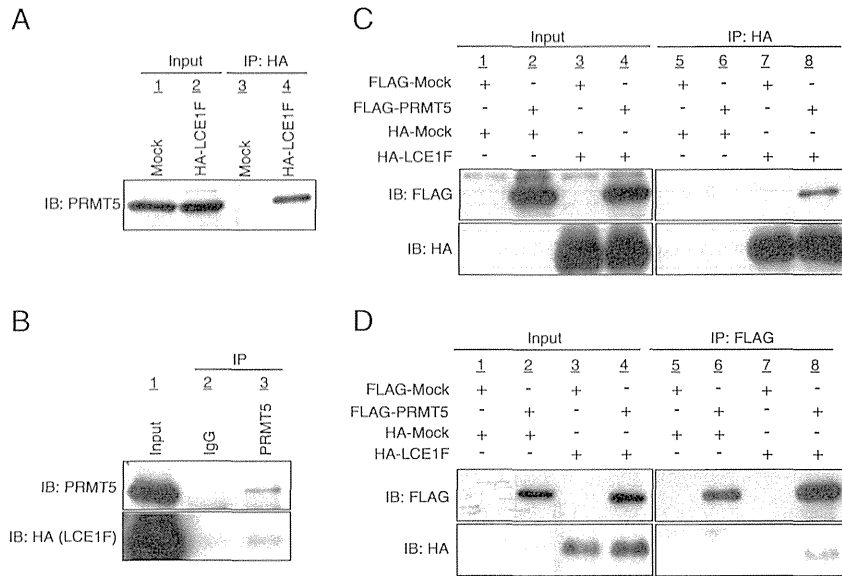 A
Input IP: HA
1 2 3 4
Mock HA-LCE1F Mock HA-LCE1F
IB: PRMT5
B
IP
1 2 3
Input IgG PRMT5
IB: PRMT5
IB: HA (LCE1F)
C
Input IP: HA
1 2 3 4 5 6 7 8
FLAG-Mock + - + - + - + -
FLAG-PRMT5 - + - + - + - +
HA-Mock + + - - + + - -
HA-LCE1F - - + + - - + +
IB: FLAG
IB: HA
D
Input IP: FLAG
1 2 3 4 5 6 7 8
FLAG-Mock + - + - + - + -
FLAG-PRMT5 - + - + - + - +
HA-Mock + + - - + + - -
HA-LCE1F - - + + - - + +
IB: FLAG
IB: HA